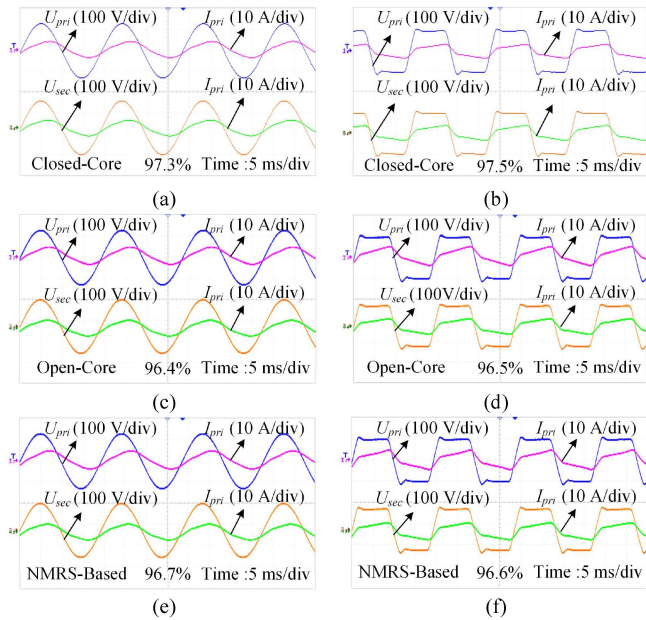 U_pri (100 V/div) I_pri (10 A/div)
U_sec (100 V/div) I_pri (10 A/div)
Closed-Core 97.3% Time :5 ms/div
(a)
U_pri (100 V/div) I_pri (10 A/div)
U_sec (100 V/div) I_pri (10 A/div)
Closed-Core 97.5% Time :5 ms/div
(b)
U_pri (100 V/div) I_pri (10 A/div)
U_sec (100 V/div) I_pri (10 A/div)
Open-Core 96.4% Time :5 ms/div
(c)
U_pri (100 V/div) I_pri (10 A/div)
U_sec (100V/div) I_pri (10 A/div)
Open-Core 96.5% Time :5 ms/div
(d)
U_pri (100 V/div) I_pri (10 A/div)
U_sec (100 V/div) I_pri (10 A/div)
NMRS-Based 96.7% Time :5 ms/div
(e)
U_pri (100 V/div) I_pri (10 A/div)
U_sec (100 V/div) I_pri (10 A/div)
NMRS-Based 96.6% Time :5 ms/div
(f)